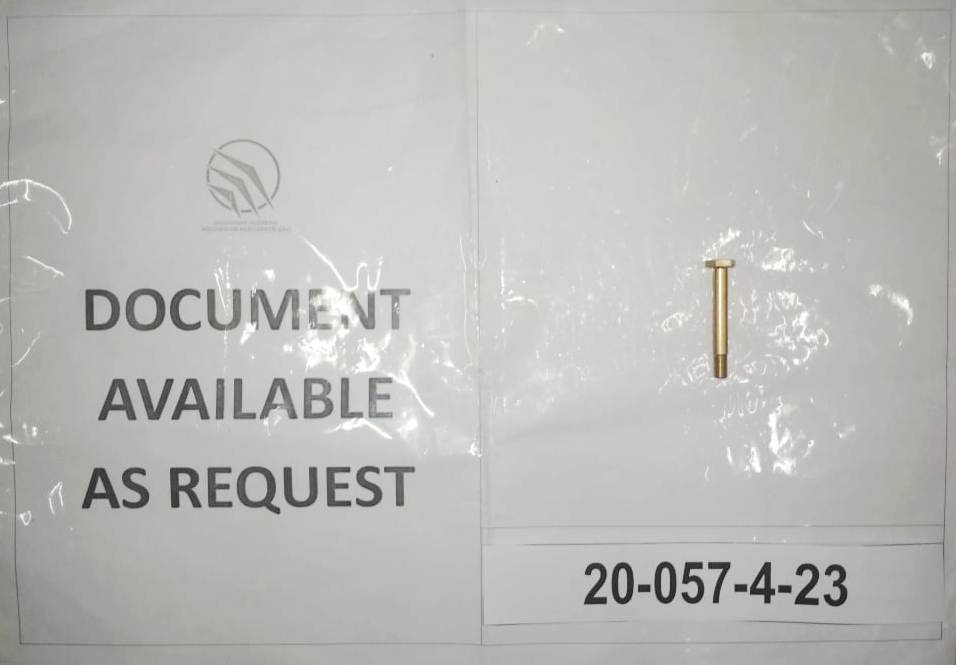 DOCUMENT
AVAILABLE
AS REQUEST
20-057-4-23